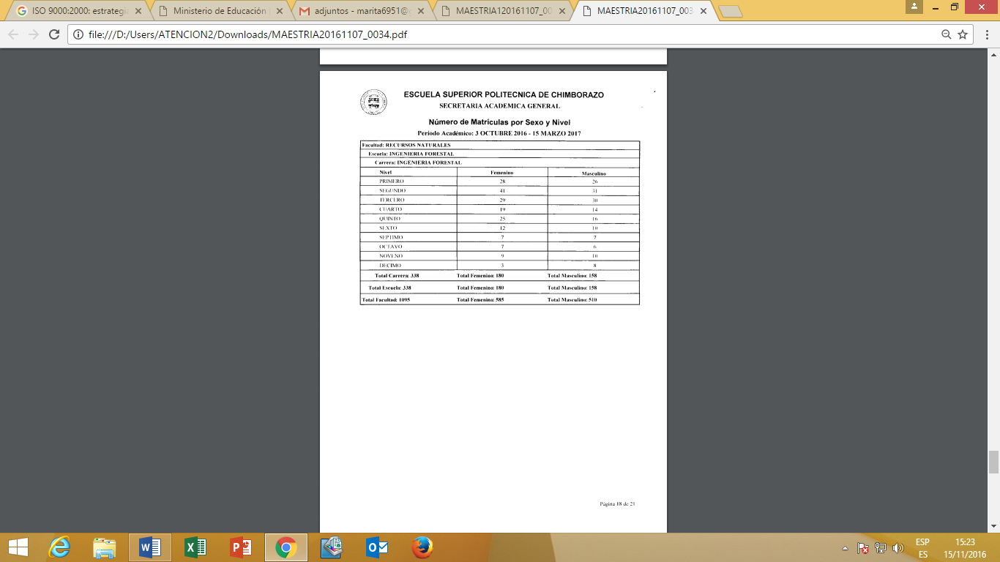 ISO 9000:2000: estrategia
Ministerio de Educación
adjuntos - marita6951@g
MAESTRIA120161107_00
MAESTRIA20161107_003
file:///D:/Users/ATENCION2/Downloads/MAESTRIA20161107_0034.pdf
ESCUELA SUPERIOR POLITECNICA DE CHIMBORAZO
SECRETARIA ACADEMICA GENERAL
Número de Matrículas por Sexo y Nivel
Período Académico: 3 OCTUBRE 2016 - 15 MARZO 2017
Facultad: RECURSOS NATURALES
Escuela: INGENIERIA FORESTAL
Carrera: INGENIERIA FORESTAL
Nivel Femenino Masculino
PRIMERO 28 26
SEGUNDO 41 31
TERCERO 29 30
CUARTO 19 14
QUINTO 25 16
SEXTO 12 10
SEPTIMO 7 7
OCTAVO 7 6
NOVENO 9 10
DECIMO 3 8
Total Carrera: 338 Total Femenino: 180 Total Masculino: 158
Total Escuela: 338 Total Femenino: 180 Total Masculino: 158
Total Facultad: 1095 Total Femenino: 585 Total Masculino: 510
Página 18 de 21
ESP 15:23
ES 15/11/2016